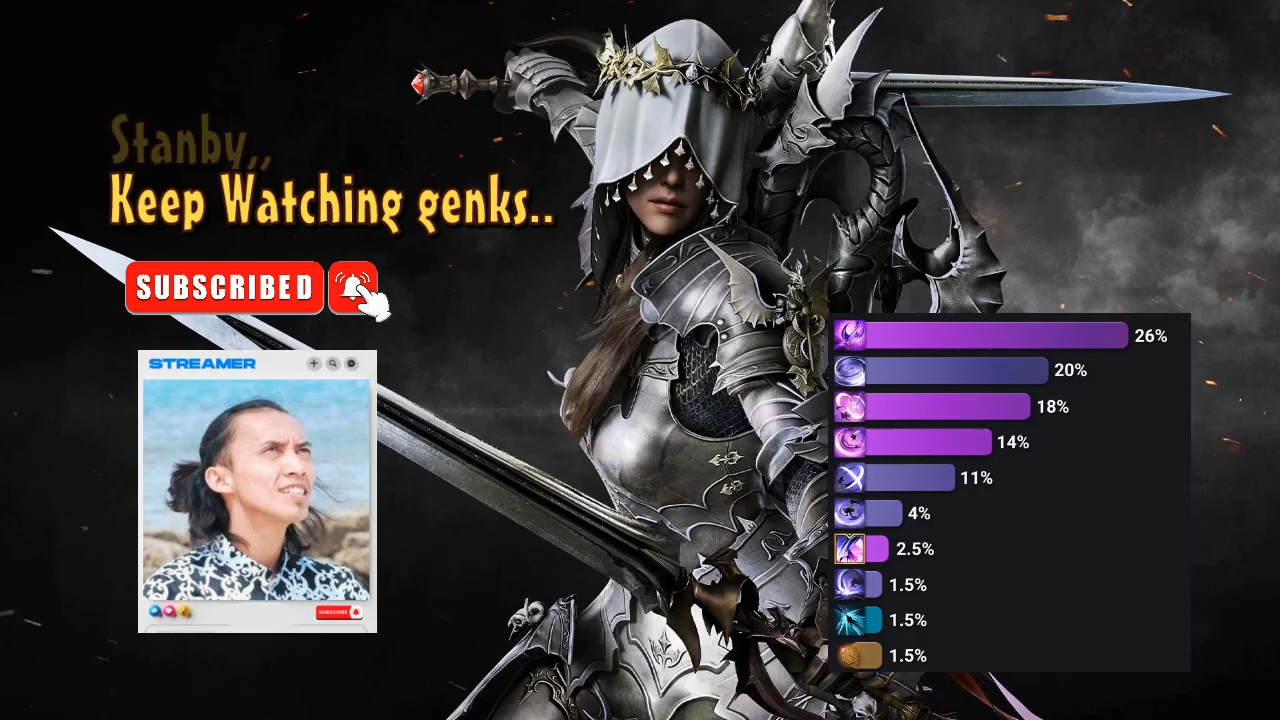 Stanby,,
Keep Watching genks..
SUBSCRIBED
STREAMER
SUBSCRIBE
26%
20%
18%
14%
11%
4%
2.5%
1.5%
1.5%
1.5%